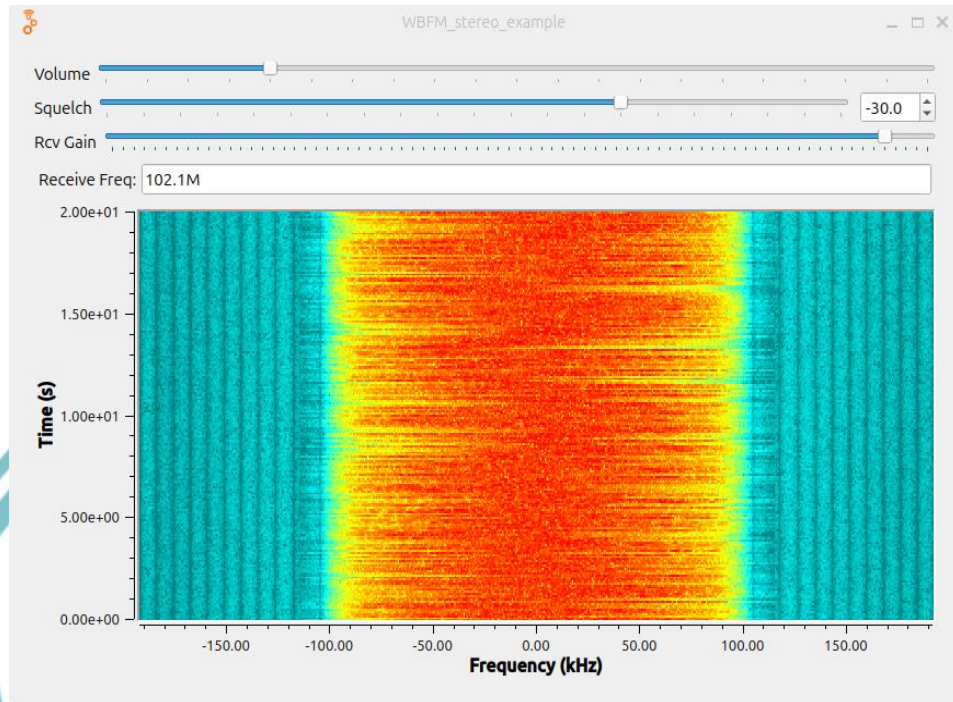 WBFM_stereo_example
Volume
Squelch -30.0
Rcv Gain
Receive Freq: 102.1M
2.00e+01
1.50e+01
1.00e+01
5.00e+00
0.00e+00
Time (s)
-150.00 -100.00 -50.00 0.00 50.00 100.00 150.00
Frequency (kHz)